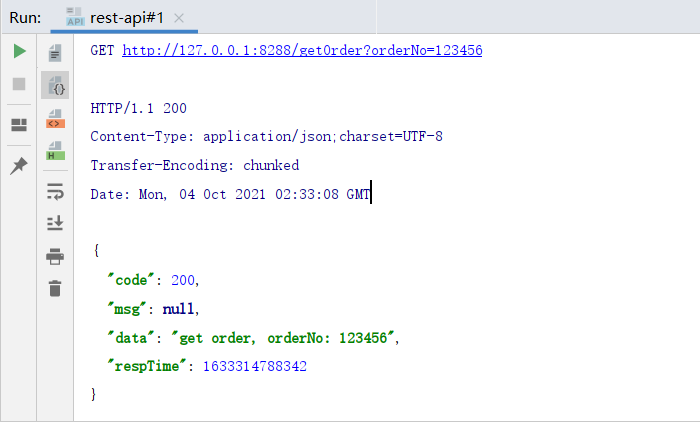 Run:
API
rest-api#1
GET http://127.0.0.1:8288/getOrder?orderNo=123456
HTTP/1.1 200
Content-Type: application/json;charset=UTF-8
Transfer-Encoding: chunked
Date: Mon, 04 Oct 2021 02:33:08 GMT
{
"code": 200,
"msg": null,
"data": "get order, orderNo: 123456",
"respTime": 1633314788342
}
{}
<>
H